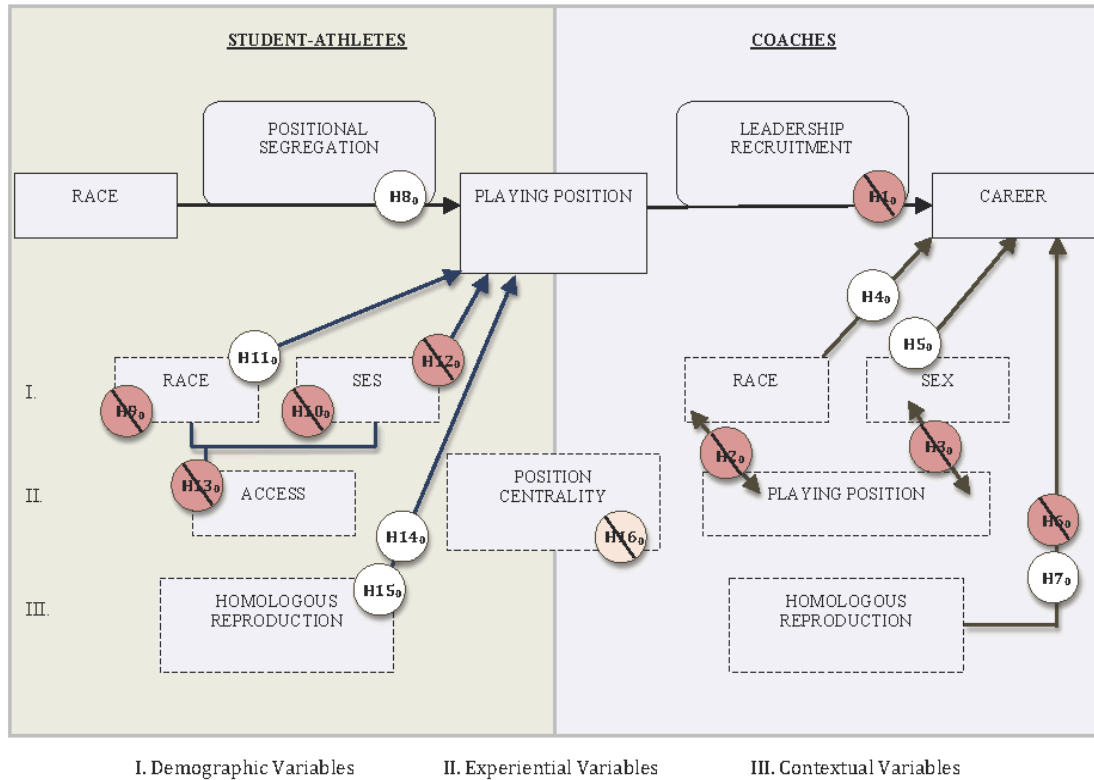 STUDENT-ATHLETES
COACHES
POSITIONAL
SEGREGATION
LEADERSHIP
RECRUITMENT
RACE
H8₀
PLAYING POSITION
H1₀
CAREER
H4₀
H11₀
H12₀
H5₀
I.
RACE
SES
RACE
SEX
H9₀
H10₀
H2₀
H3₀
II.
H13₀
ACCESS
POSITION
CENTRALITY
PLAYING POSITION
H14₀
H16₀
H6₀
H15₀
H7₀
III.
HOMOLOGOUS
REPRODUCTION
HOMOLOGOUS
REPRODUCTION
I. Demographic Variables II. Experiential Variables III. Contextual Variables